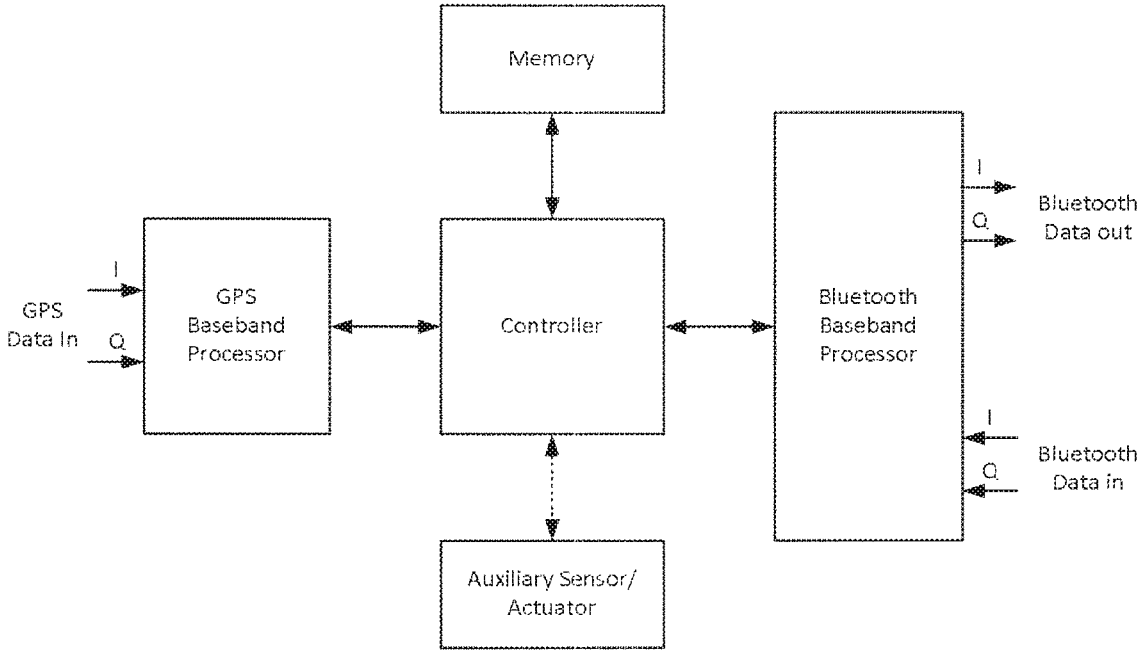 Memory
I
Q
Bluetooth
Data out
GPS
Data In
I
Q
GPS
Baseband
Processor
Controller
Bluetooth
Baseband
Processor
I
Q
Bluetooth
Data in
Auxiliary Sensor/
Actuator